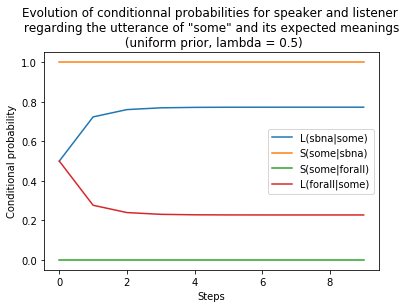 Evolution of conditionnal probabilities for speaker and listener
regarding the utterance of "some" and its expected meanings
(uniform prior, lambda = 0.5)
1.0
0.8
0.6
0.4
0.2
0.0
Conditional probability
L(sbna|some)
S(some|sbna)
S(some|forall)
L(forall|some)
0
2
4
6
8
Steps